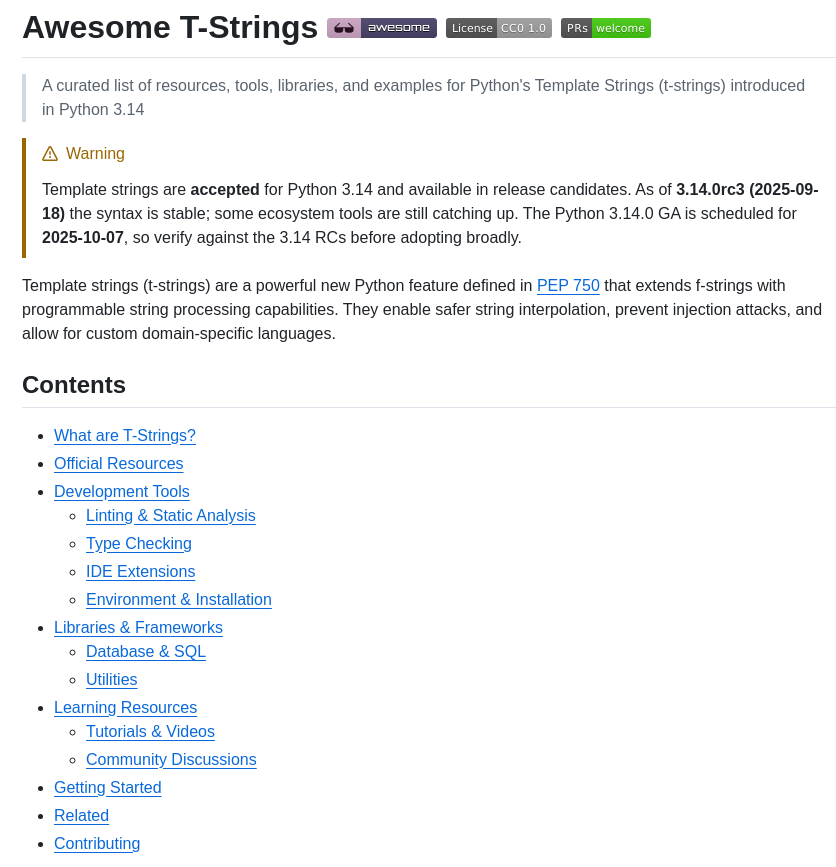 Awesome T-Strings awesome License CC0 1.0 PRs welcome
A curated list of resources, tools, libraries, and examples for Python's Template Strings (t-strings) introduced
in Python 3.14
Warning
Template strings are accepted for Python 3.14 and available in release candidates. As of 3.14.0rc3 (2025-09-
18) the syntax is stable; some ecosystem tools are still catching up. The Python 3.14.0 GA is scheduled for
2025-10-07, so verify against the 3.14 RCs before adopting broadly.
Template strings (t-strings) are a powerful new Python feature defined in PEP 750 that extends f-strings with
programmable string processing capabilities. They enable safer string interpolation, prevent injection attacks, and
allow for custom domain-specific languages.
Contents
What are T-Strings?
Official Resources
Development Tools
Linting & Static Analysis
Type Checking
IDE Extensions
Environment & Installation
Libraries & Frameworks
Database & SQL
Utilities
Learning Resources
Tutorials & Videos
Community Discussions
Getting Started
Related
Contributing